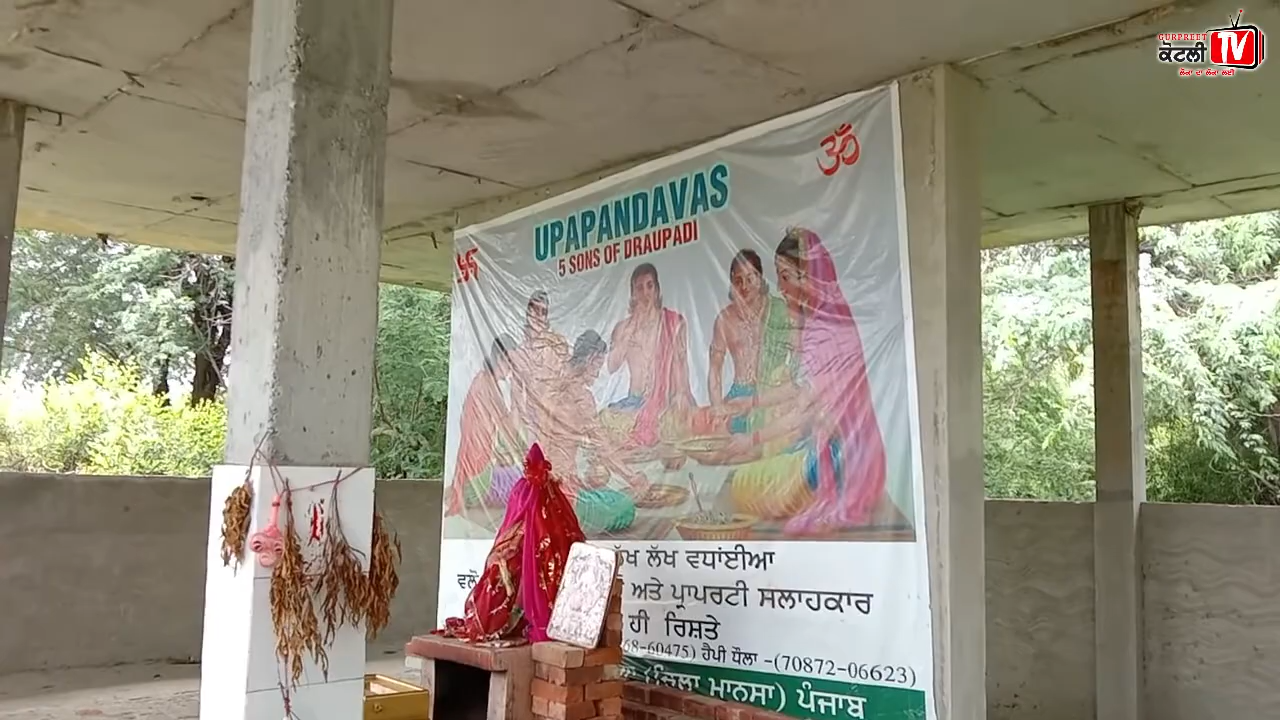 GURPREET
ਕੋਟਲੀ TV
ਲੋਕਾਂ ਦਾ ਲੋਕਾਂ ਲਈ
ॐ
卐
UPAPANDAVAS
5 SONS OF DRAUPADI
ਲੱਖ ਲੱਖ ਵਧਾਂਈਆ
ਅਤੇ ਪ੍ਰਾਪਰਟੀ ਸਲਾਹਕਾਰ
ਹੀ ਰਿਸ਼ਤੇ
68-60475) ਹੈਪੀ ਧੌਲਾ -(70872-06623)
(ਜ਼ਿਲਾ ਮਾਨਸਾ) ਪੰਜਾਬ